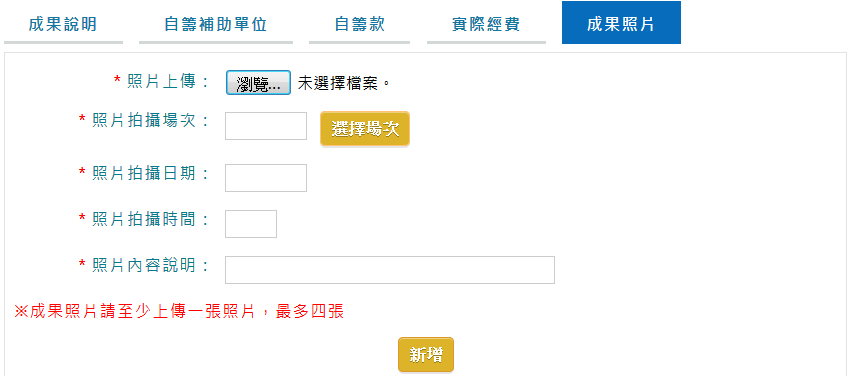 成果說明 自籌補助單位 自籌款 實際經費 成果照片
* 照片上傳： 瀏覽... 未選擇檔案。
* 照片拍攝場次： 選擇場次
* 照片拍攝日期：
* 照片拍攝時間：
* 照片內容說明：
※成果照片請至少上傳一張照片，最多四張
新增